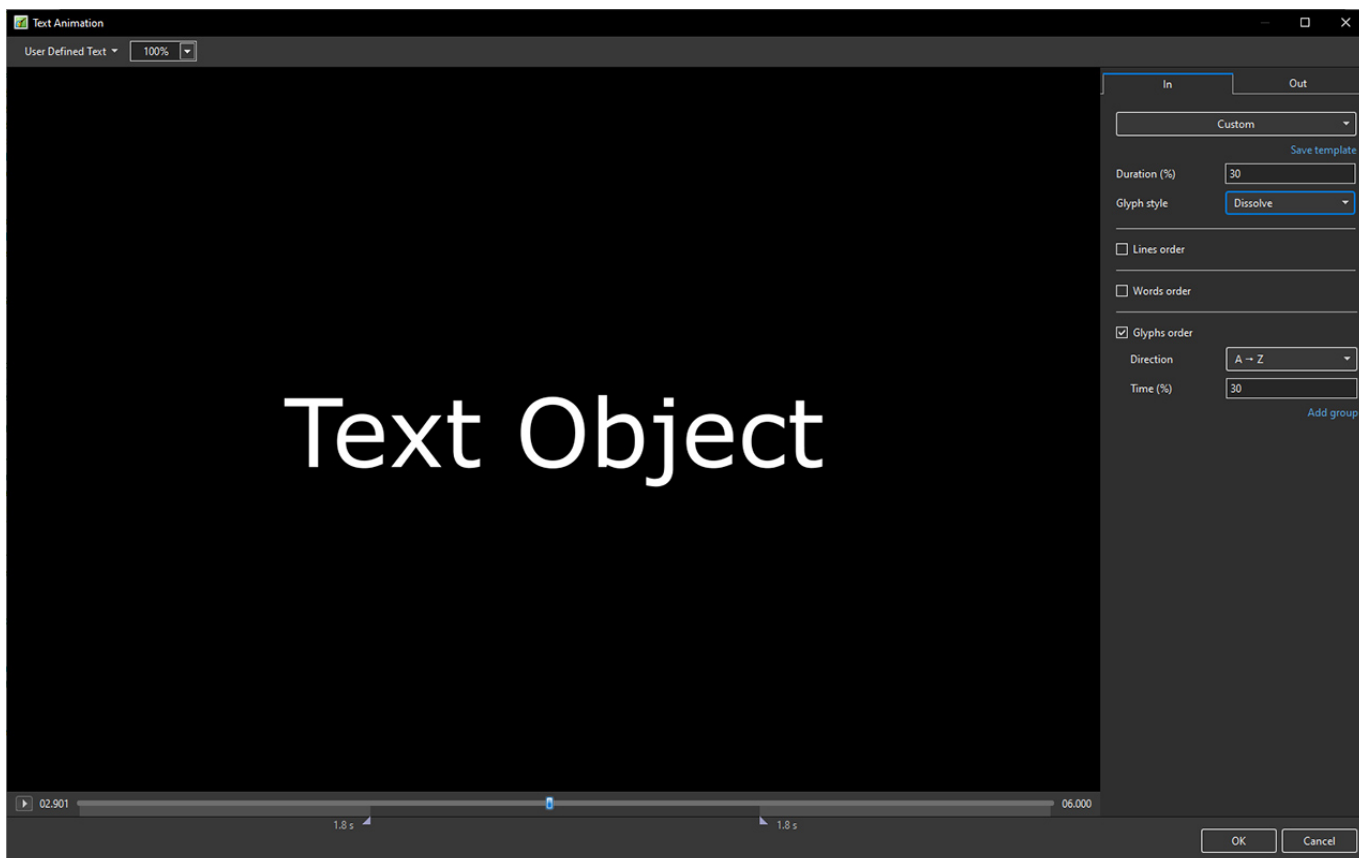 Text Animation
User Defined Text 100%
In Out
Custom
Save template
Duration (%) 30
Glyph style Dissolve
Lines order
Words order
Glyphs order
Direction A → Z
Time (%) 30
Add group
Text Object
02.901 06.000
1.8 s 1.8 s
OK Cancel